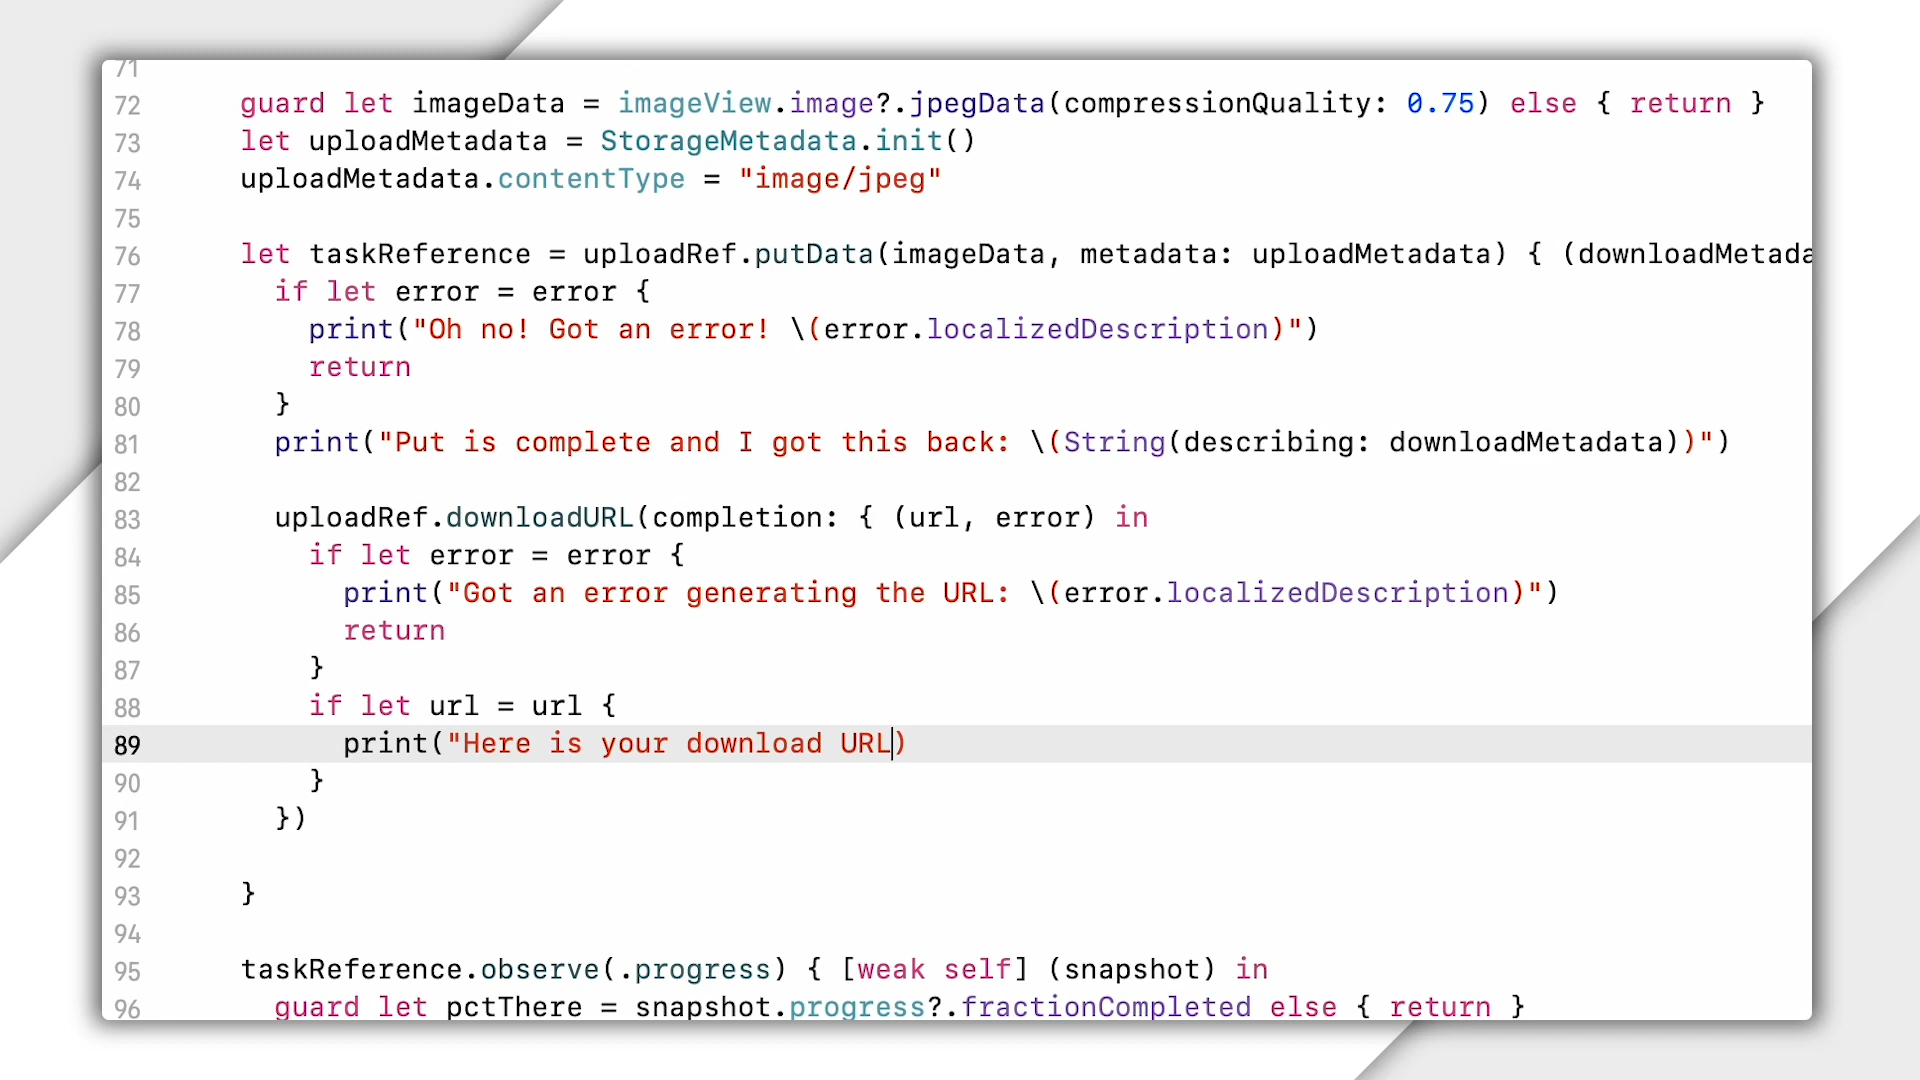 71
72 guard let imageData = imageView.image?.jpegData(compressionQuality: 0.75) else { return }
73 let uploadMetadata = StorageMetadata.init()
74 uploadMetadata.contentType = "image/jpeg"
75
76 let taskReference = uploadRef.putData(imageData, metadata: uploadMetadata) { (downloadMetada
77 if let error = error {
78 print("Oh no! Got an error! \(error.localizedDescription)")
79 return
80 }
81 print("Put is complete and I got this back: \(String(describing: downloadMetadata))")
82
83 uploadRef.downloadURL(completion: { (url, error) in
84 if let error = error {
85 print("Got an error generating the URL: \(error.localizedDescription)")
86 return
87 }
88 if let url = url {
89 print("Here is your download URL)
90 }
91 })
92
93 }
94
95 taskReference.observe(.progress) { [weak self] (snapshot) in
96 guard let pctThere = snapshot.progress?.fractionCompleted else { return }